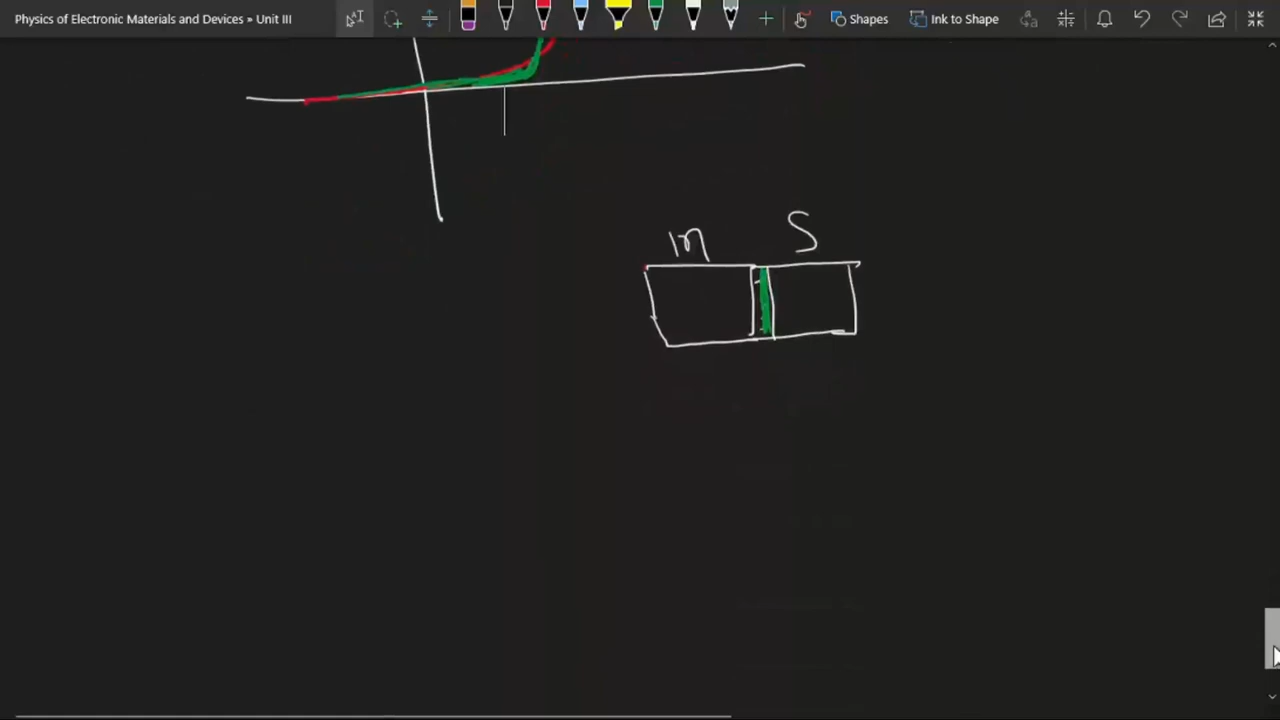 Physics of Electronic Materials and Devices » Unit III
Shapes
Ink to Shape
m S